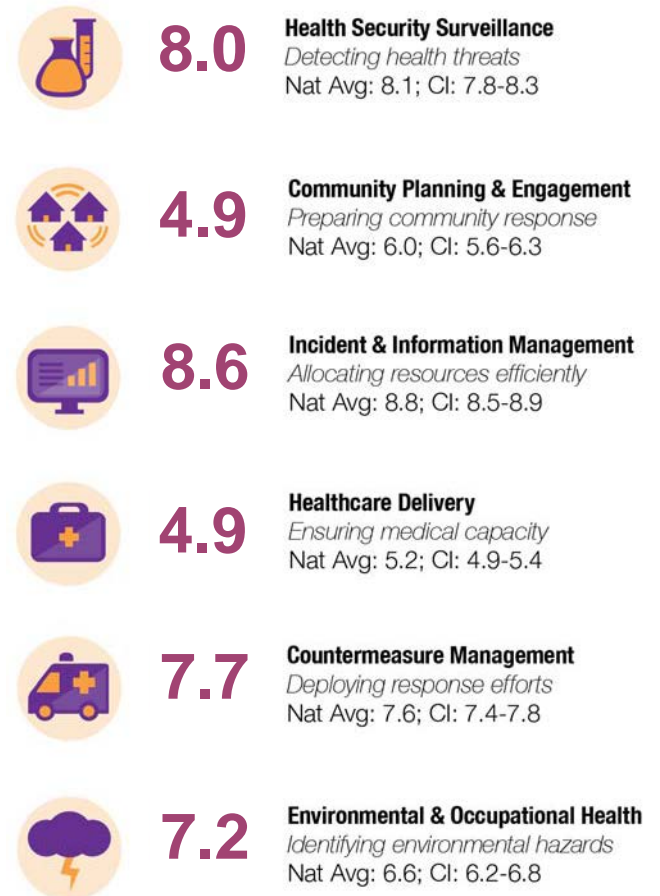 8.0
Health Security Surveillance
Detecting health threats
Nat Avg: 8.1; CI: 7.8-8.3
4.9
Community Planning & Engagement
Preparing community response
Nat Avg: 6.0; CI: 5.6-6.3
8.6
Incident & Information Management
Allocating resources efficiently
Nat Avg: 8.8; CI: 8.5-8.9
4.9
Healthcare Delivery
Ensuring medical capacity
Nat Avg: 5.2; CI: 4.9-5.4
7.7
Countermeasure Management
Deploying response efforts
Nat Avg: 7.6; CI: 7.4-7.8
7.2
Environmental & Occupational Health
Identifying environmental hazards
Nat Avg: 6.6; CI: 6.2-6.8